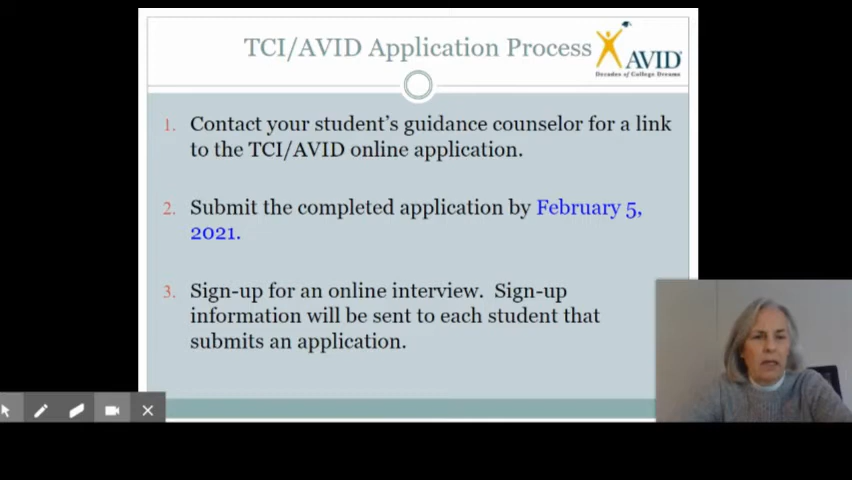 TCI/AVID Application Process
AVID
Decades of College Dreams
1. Contact your student's guidance counselor for a link
to the TCI/AVID online application.
2. Submit the completed application by February 5,
2021.
3. Sign-up for an online interview.  Sign-up
information will be sent to each student that
submits an application.